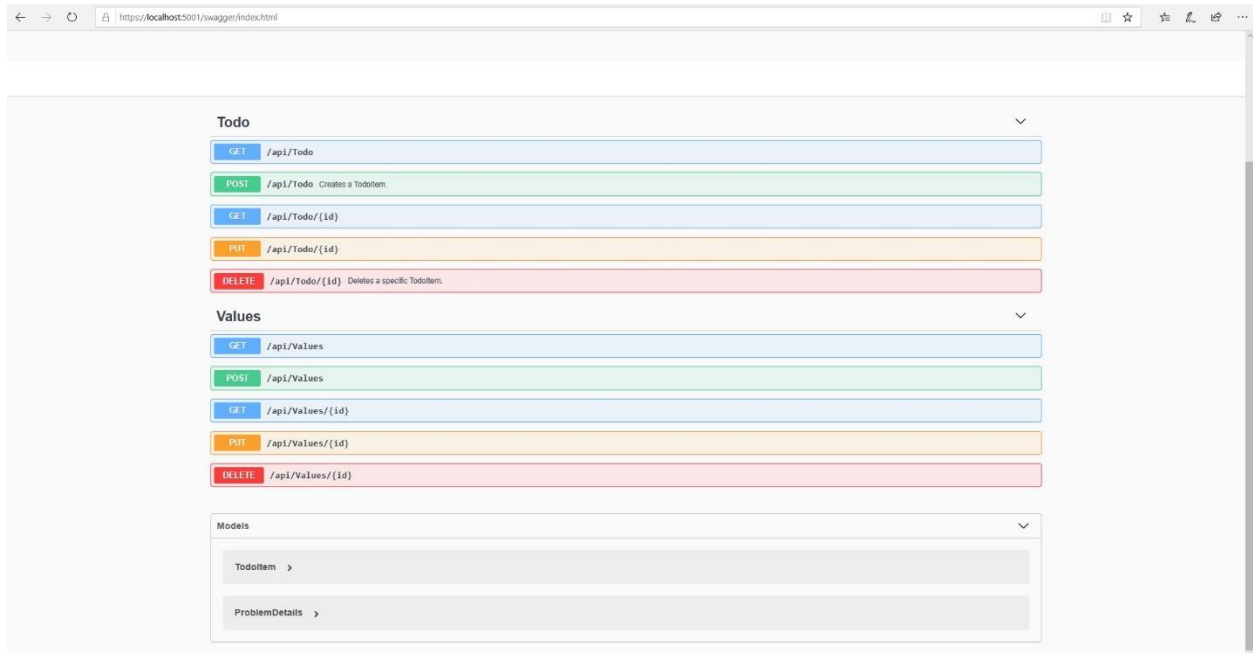 https://localhost:5001/swagger/index.html
Todo
GET /api/Todo
POST /api/Todo Creates a TodoItem.
GET /api/Todo/{id}
PUT /api/Todo/{id}
DELETE /api/Todo/{id} Deletes a specific TodoItem.
Values
GET /api/Values
POST /api/Values
GET /api/Values/{id}
PUT /api/Values/{id}
DELETE /api/Values/{id}
Models
TodoItem
ProblemDetails